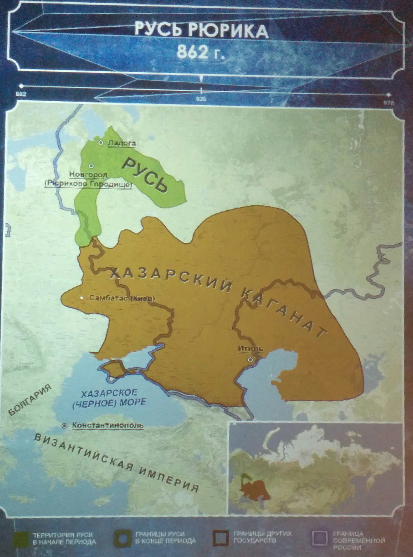 РУСЬ РЮРИКА
862 г.
862
925
978
Ладога
Новгород
(Рюриково Городище)
РУСЬ
ХАЗАРСКИЙ КАГАНАТ
Самбатас (Киев)
Итиль
ХАЗАРСКОЕ
(ЧЕРНОЕ) МОРЕ
БОЛГАРИЯ
Константинополь
ВИЗАНТИЙСКАЯ ИМПЕРИЯ
ТЕРРИТОРИЯ РУСИ
В НАЧАЛЕ ПЕРИОДА
ГРАНИЦЫ РУСИ
В КОНЦЕ ПЕРИОДА
ГРАНИЦЫ ДРУГИХ
ГОСУДАРСТВ
ГРАНИЦА
СОВРЕМЕННОЙ
РОССИИ